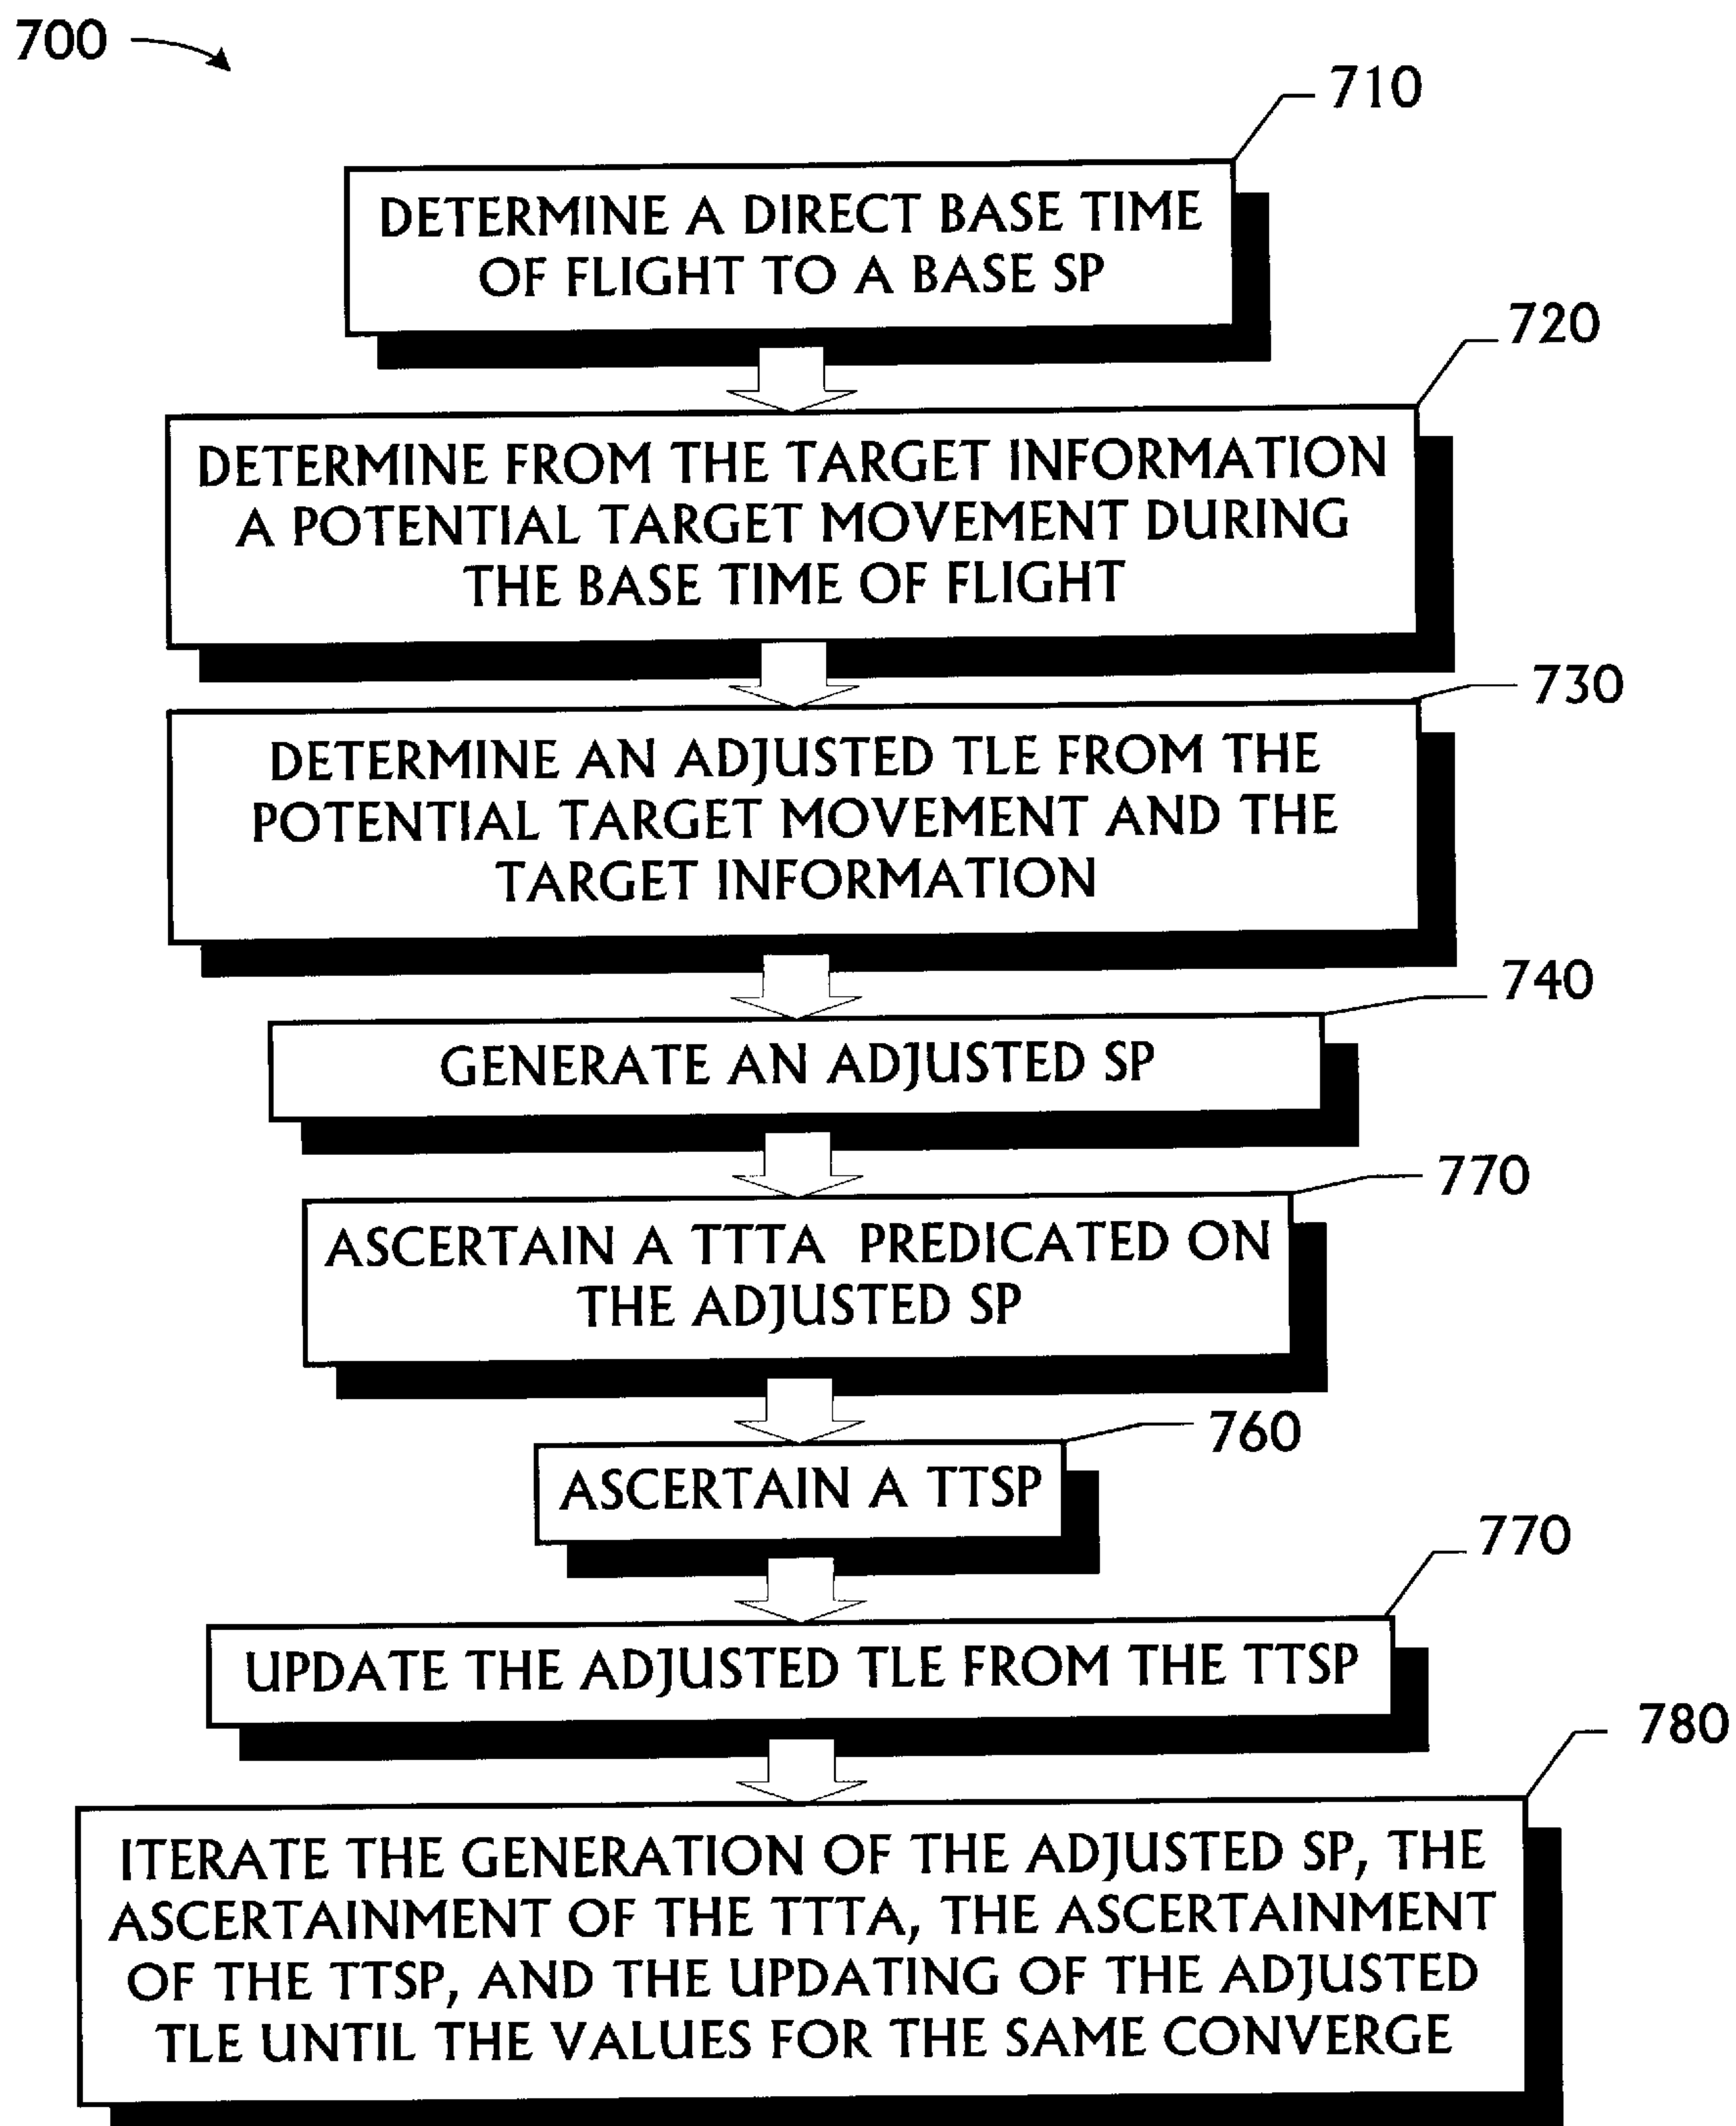 700
710
DETERMINE A DIRECT BASE TIME
OF FLIGHT TO A BASE SP
720
DETERMINE FROM THE TARGET INFORMATION
A POTENTIAL TARGET MOVEMENT DURING
THE BASE TIME OF FLIGHT
730
DETERMINE AN ADJUSTED TLE FROM THE
POTENTIAL TARGET MOVEMENT AND THE
TARGET INFORMATION
740
GENERATE AN ADJUSTED SP
770
ASCERTAIN A TTTA PREDICATED ON
THE ADJUSTED SP
760
ASCERTAIN A TTSP
770
UPDATE THE ADJUSTED TLE FROM THE TTSP
780
ITERATE THE GENERATION OF THE ADJUSTED SP, THE
ASCERTAINMENT OF THE TTTA, THE ASCERTAINMENT
OF THE TTSP, AND THE UPDATING OF THE ADJUSTED
TLE UNTIL THE VALUES FOR THE SAME CONVERGE